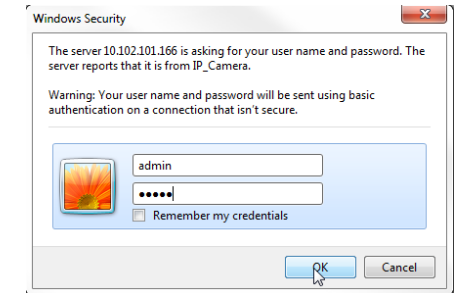 Windows Security
The server 10.102.101.166 is asking for your user name and password. The
server reports that it is from IP_Camera.
Warning: Your user name and password will be sent using basic
authentication on a connection that isn't secure.
admin
●●●●●
Remember my credentials
OK Cancel